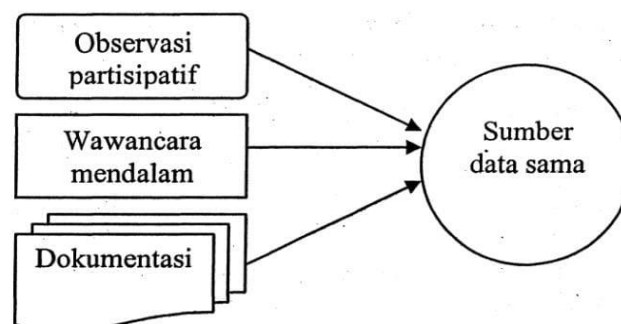 Observasi
partisipatif
Wawancara
mendalam
Dokumentasi
Sumber
data sama